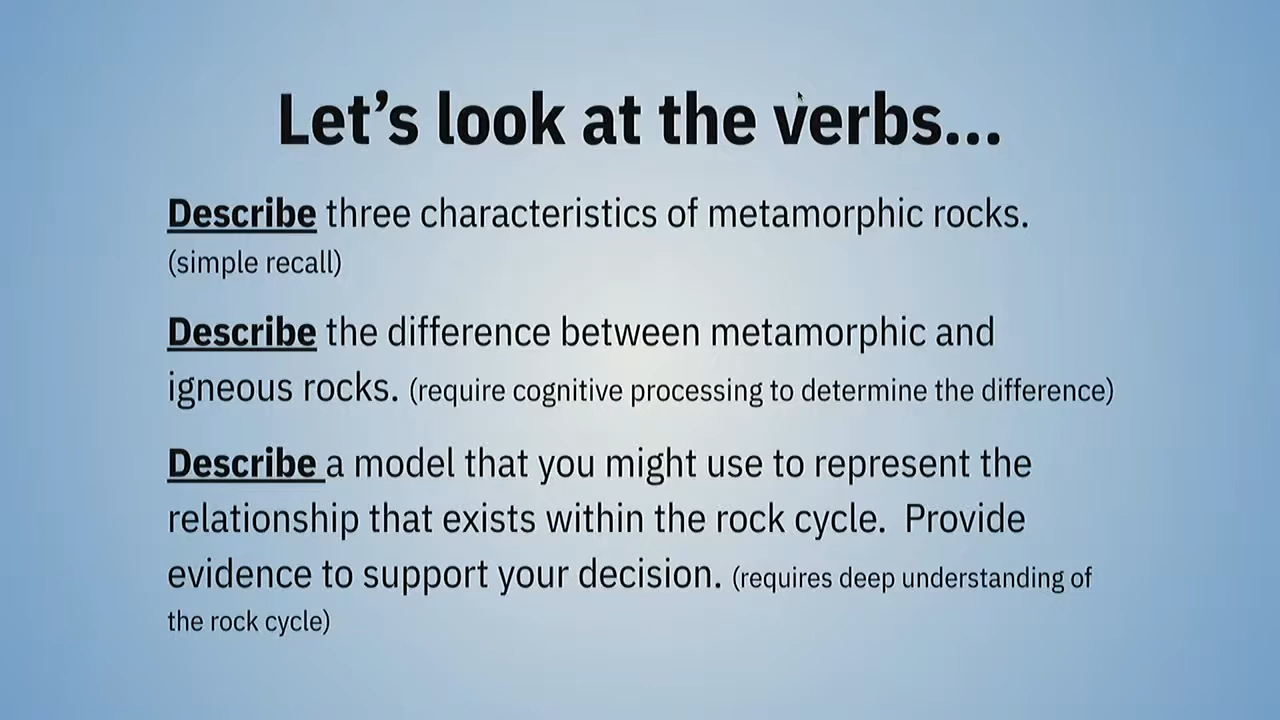 Let’s look at the verbs...
Describe three characteristics of metamorphic rocks.
(simple recall)
Describe the difference between metamorphic and
igneous rocks. (require cognitive processing to determine the difference)
Describe a model that you might use to represent the
relationship that exists within the rock cycle.  Provide
evidence to support your decision. (requires deep understanding of
the rock cycle)